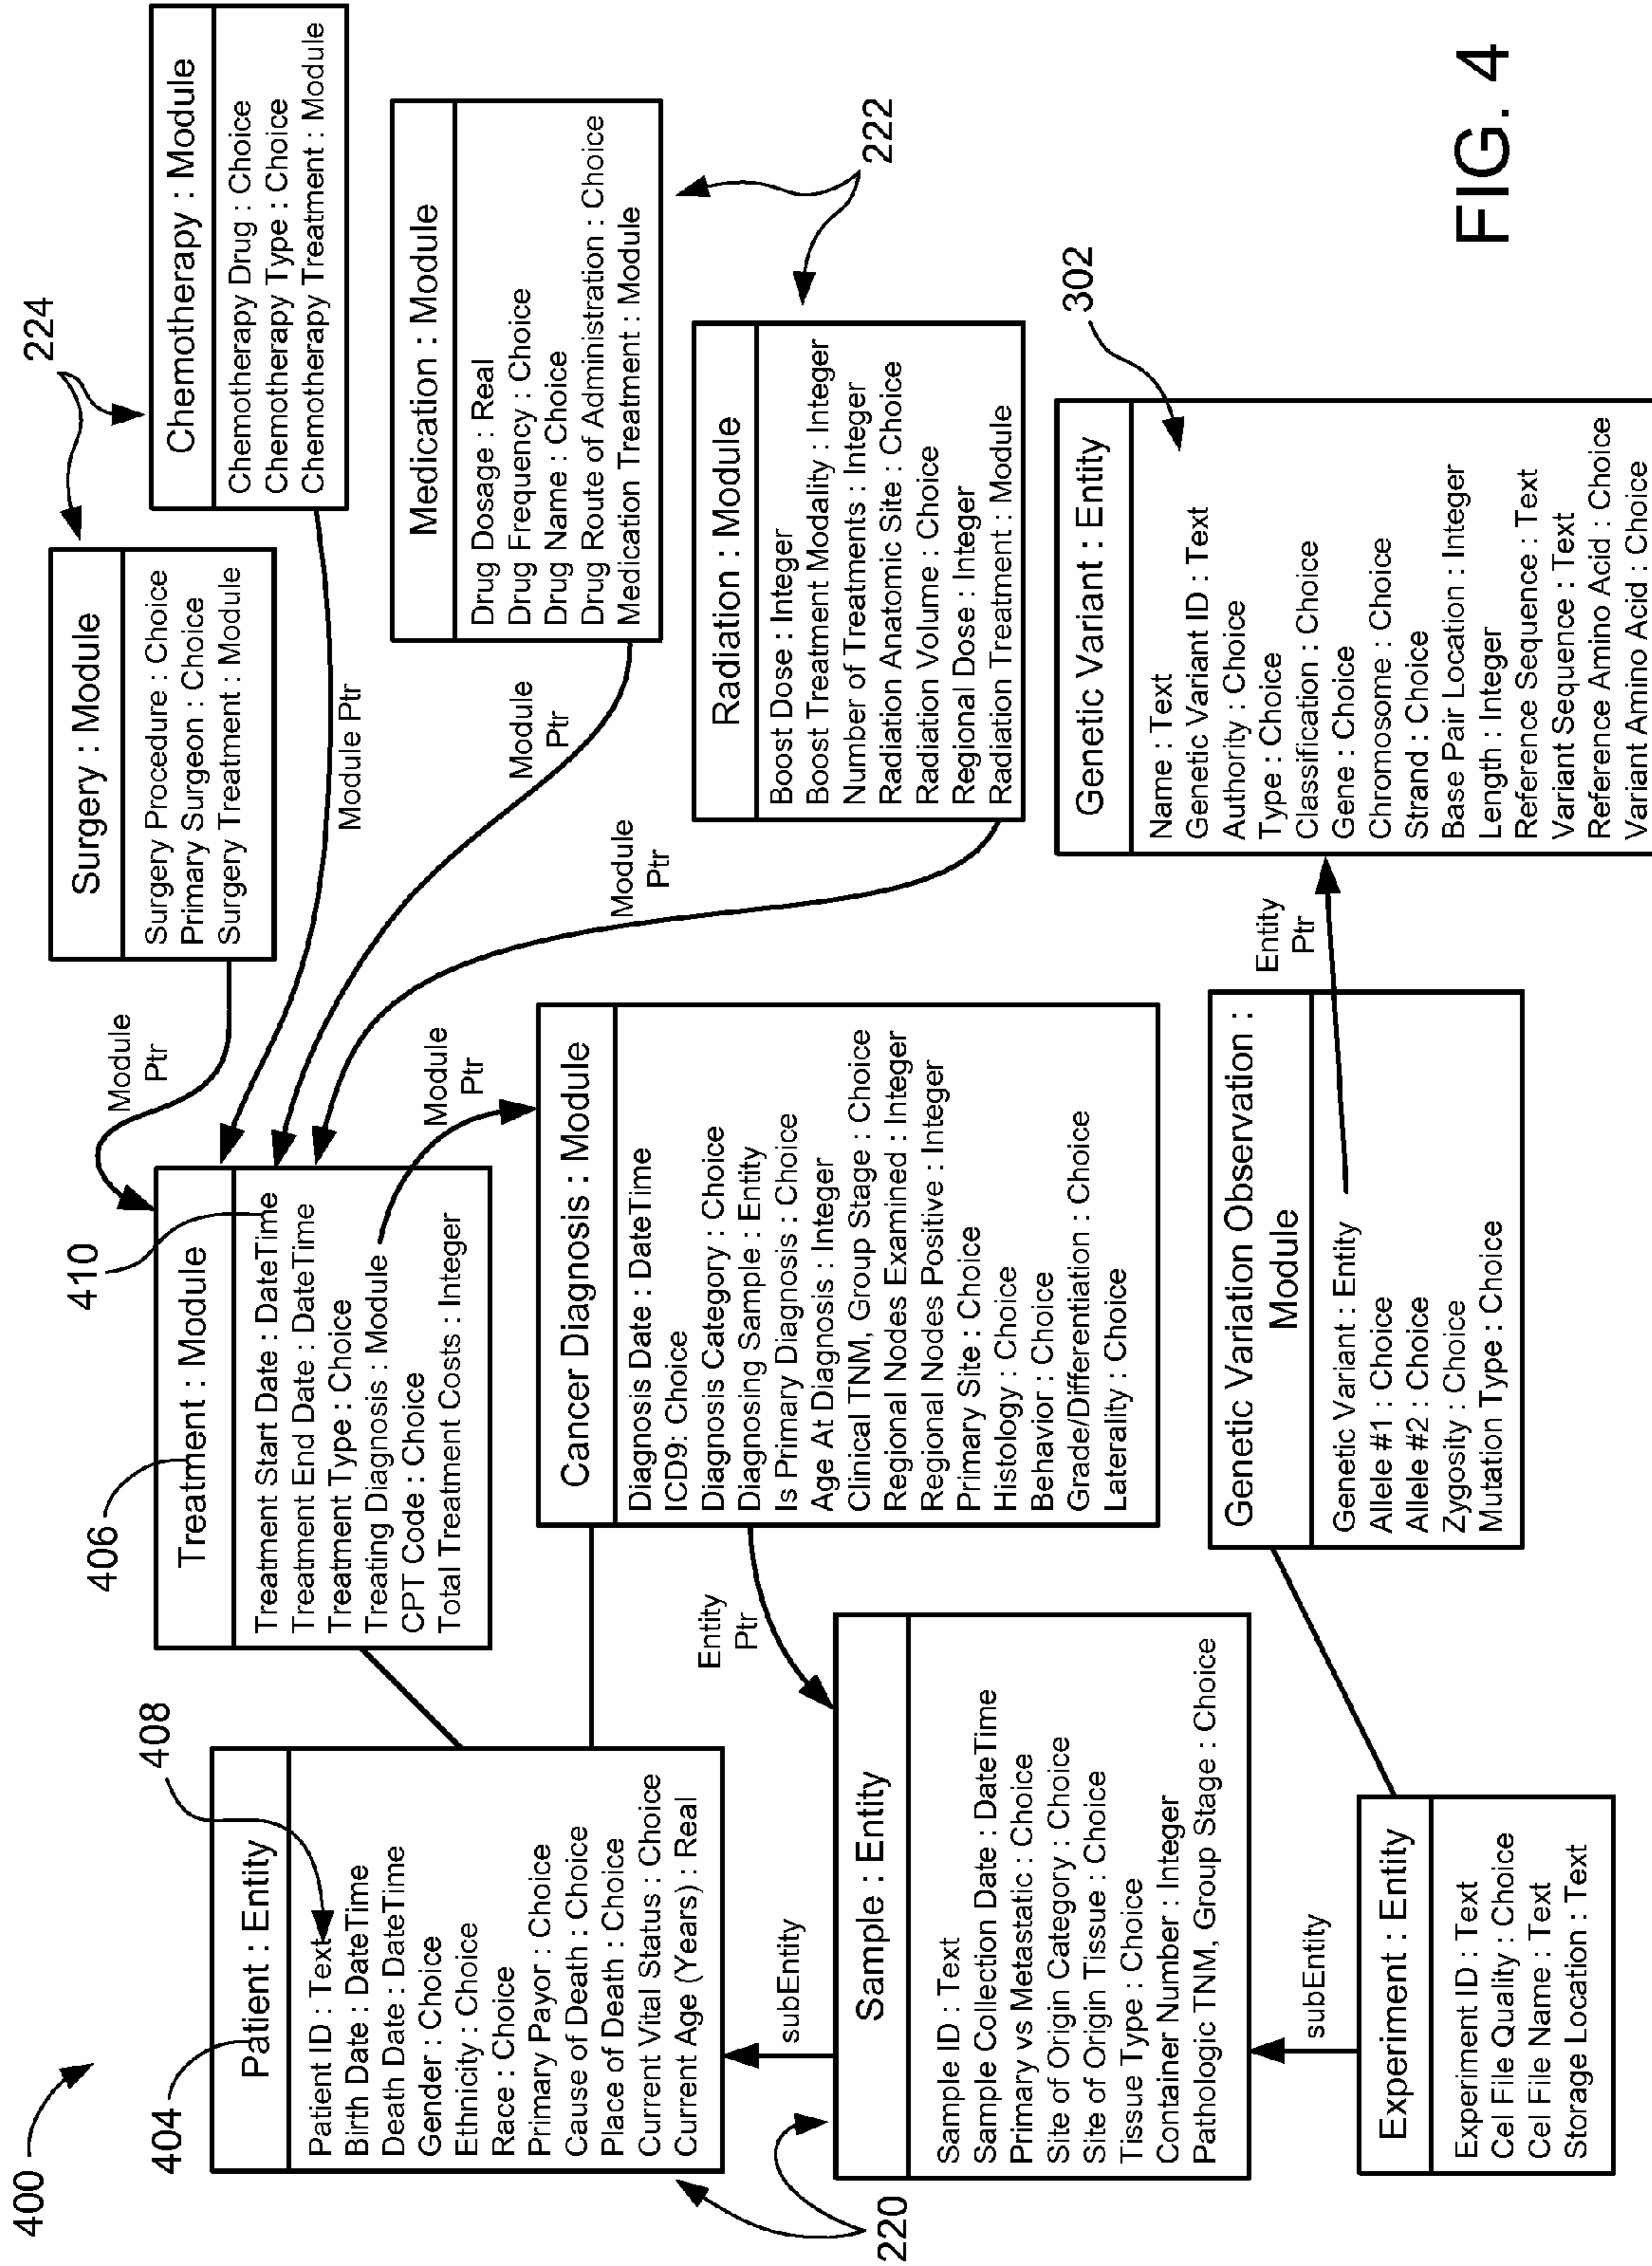 400
404
Patient : Entity
408
Patient ID : Text
Birth Date : DateTime
Death Date : DateTime
Gender : Choice
Ethnicity : Choice
Race : Choice
Primary Payor : Choice
Cause of Death : Choice
Place of Death : Choice
Current Vital Status : Choice
Current Age (Years) : Real
406
Treatment : Module
410
Treatment Start Date : DateTime
Treatment End Date : DateTime
Treatment Type : Choice
Treating Diagnosis : Module
CPT Code : Choice
Total Treatment Costs : Integer
Module
Ptr
Surgery : Module
Surgery Procedure : Choice
Primary Surgeon : Choice
Surgery Treatment : Module
224
Chemotherapy : Module
Chemotherapy Drug : Choice
Chemotherapy Type : Choice
Chemotherapy Treatment : Module
Module Ptr
Medication : Module
Drug Dosage : Real
Drug Frequency : Choice
Drug Name : Choice
Drug Route of Administration : Choice
Medication Treatment : Module
Module
Ptr
222
Radiation : Module
Boost Dose : Integer
Boost Treatment Modality : Integer
Number of Treatments : Integer
Radiation Anatomic Site : Choice
Radiation Volume : Choice
Regional Dose : Integer
Radiation Treatment : Module
Module
Ptr
Module
Ptr
Cancer Diagnosis : Module
Diagnosis Date : DateTime
ICD9: Choice
Diagnosis Category : Choice
Diagnosing Sample : Entity
Is Primary Diagnosis : Choice
Age At Diagnosis : Integer
Clinical TNM, Group Stage : Choice
Regional Nodes Examined : Integer
Regional Nodes Positive : Integer
Primary Site : Choice
Histology : Choice
Behavior : Choice
Grade/Differentiation : Choice
Laterality : Choice
Entity
Ptr
subEntity
220
Sample : Entity
Sample ID : Text
Sample Collection Date : DateTime
Primary vs Metastatic : Choice
Site of Origin Category : Choice
Site of Origin Tissue : Choice
Tissue Type : Choice
Container Number : Integer
Pathologic TNM, Group Stage : Choice
subEntity
Experiment : Entity
Experiment ID : Text
Cel File Quality : Choice
Cel File Name : Text
Storage Location : Text
Genetic Variation Observation :
Module
Genetic Variant : Entity
Allele #1 : Choice
Allele #2 : Choice
Zygosity : Choice
Mutation Type : Choice
Entity
Ptr
302
Genetic Variant : Entity
Name : Text
Genetic Variant ID : Text
Authority : Choice
Type : Choice
Classification : Choice
Gene : Choice
Chromosome : Choice
Strand : Choice
Base Pair Location : Integer
Length : Integer
Reference Sequence : Text
Variant Sequence : Text
Reference Amino Acid : Choice
Variant Amino Acid : Choice
FIG. 4